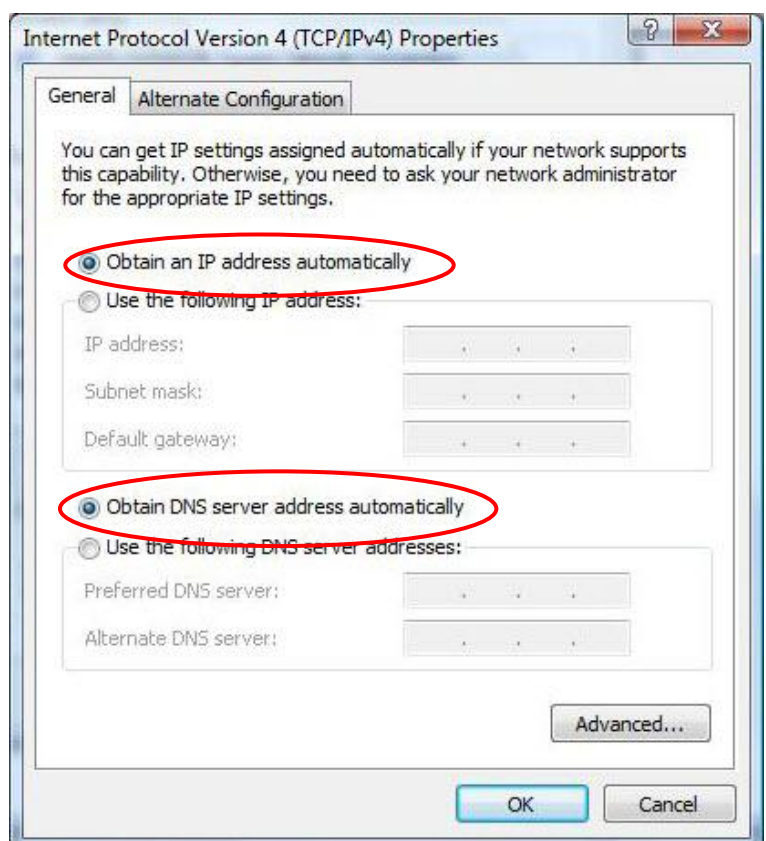 Internet Protocol Version 4 (TCP/IPv4) Properties
General
Alternate Configuration
You can get IP settings assigned automatically if your network supports
this capability. Otherwise, you need to ask your network administrator
for the appropriate IP settings.
Obtain an IP address automatically
Use the following IP address:
IP address:
Subnet mask:
Default gateway:
Obtain DNS server address automatically
Use the following DNS server addresses:
Preferred DNS server:
Alternate DNS server:
Advanced...
OK
Cancel